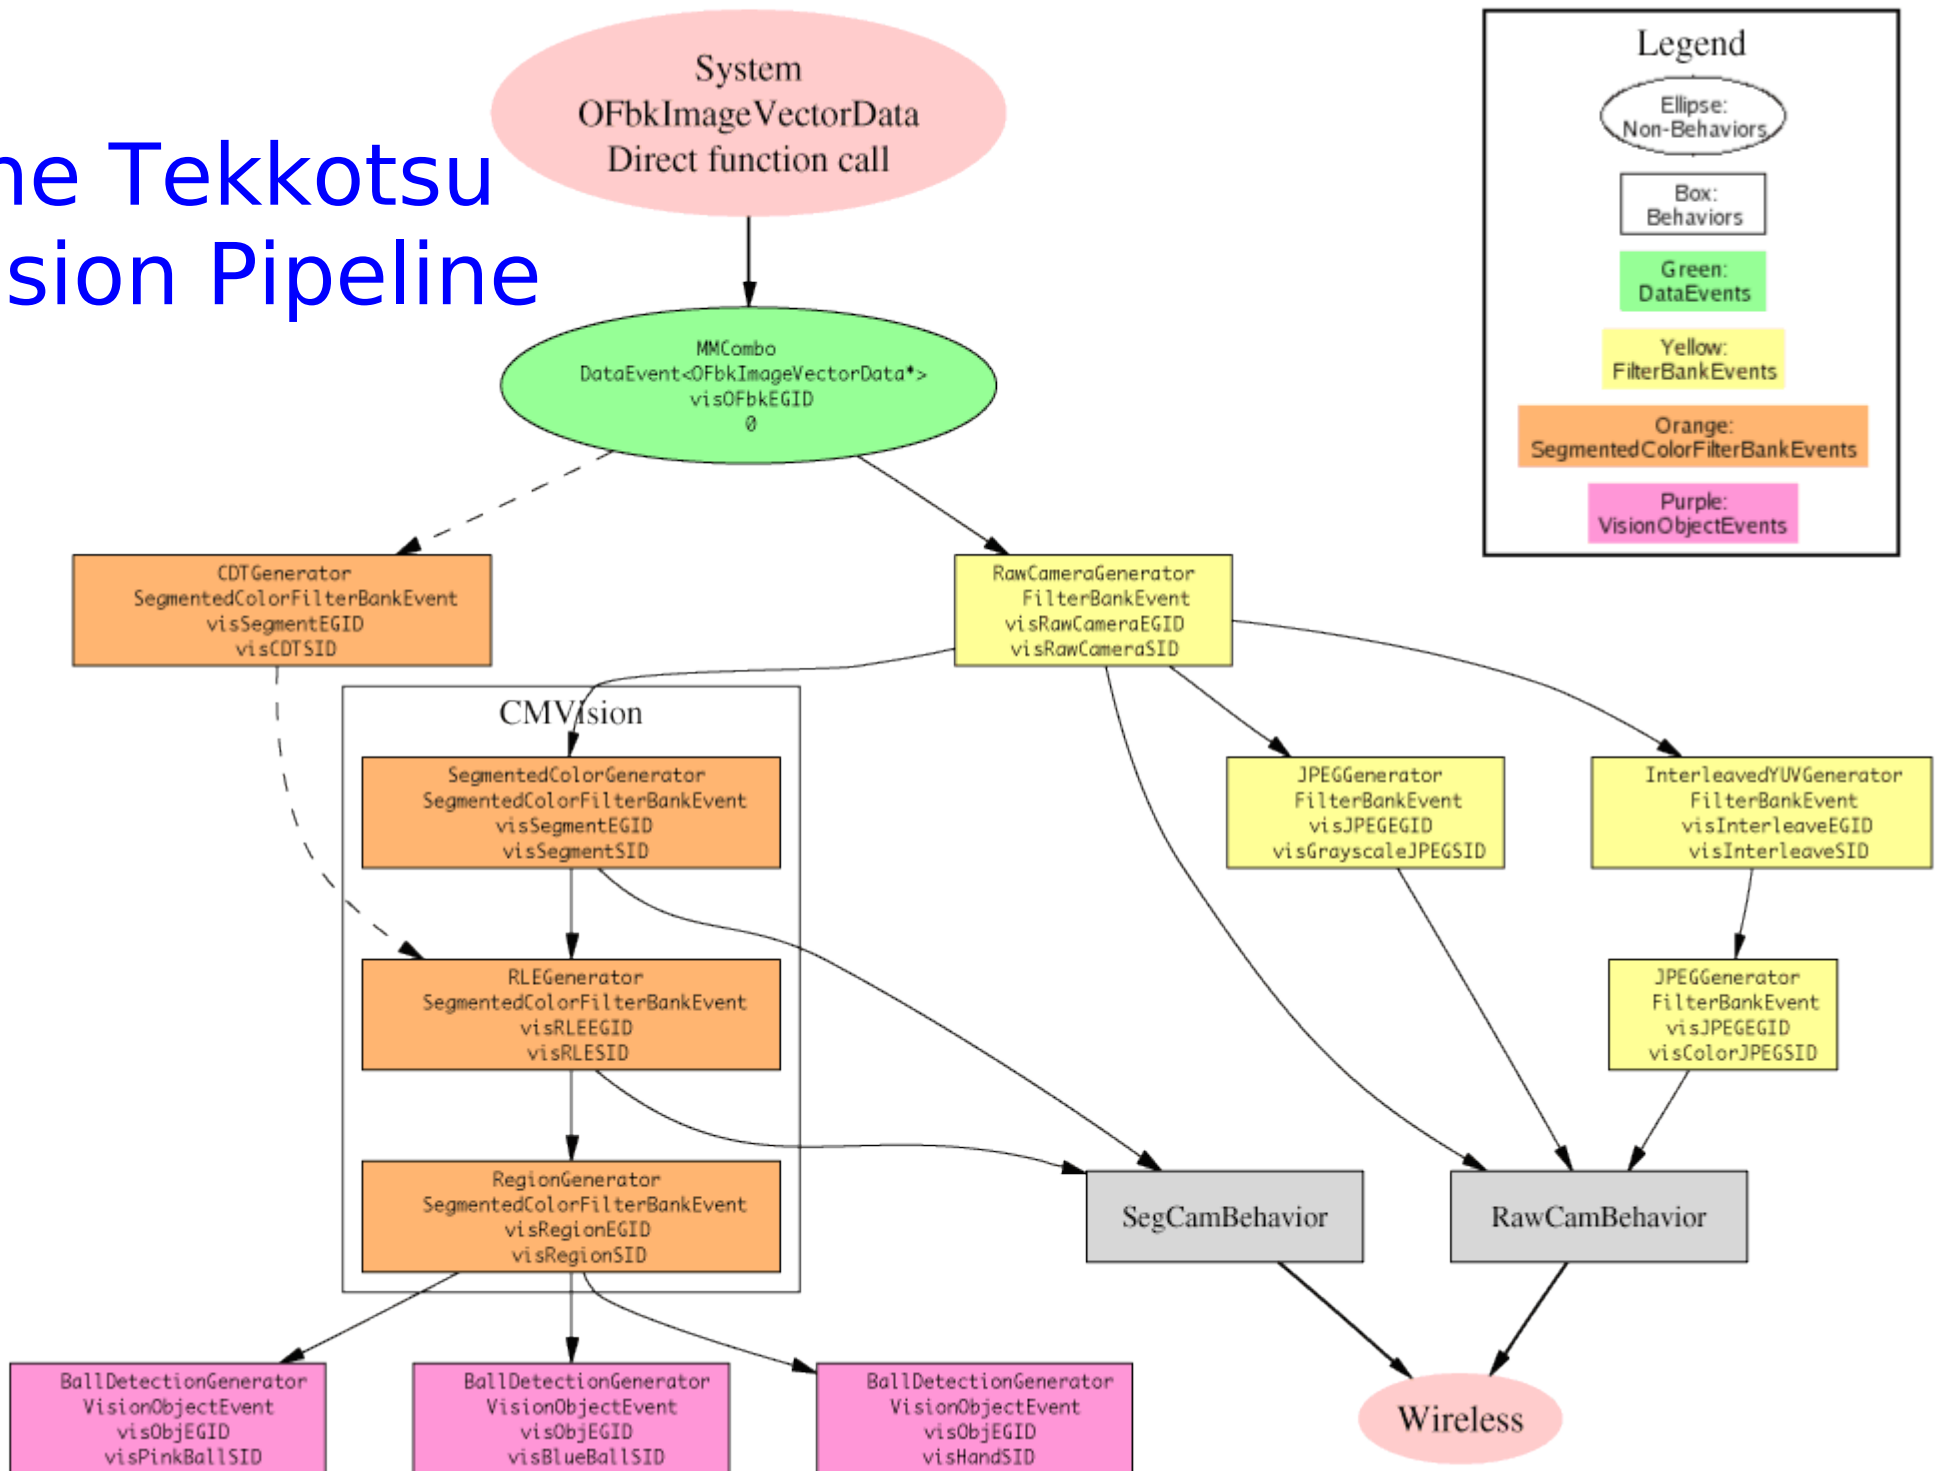 System
OFbkImageVectorData
Direct function call
ne Tekkotsu
sion Pipeline
Legend
Ellipse:
Non-Behaviors
Box:
Behaviors
Green:
DataEvents
Yellow:
FilterBankEvents
Orange:
SegmentedColorFilterBankEvents
Purple:
VisionObjectEvents
MMCombo
DataEvent<OFbkImageVectorData*>
visOFbkEGID
0
CDTGenerator
SegmentedColorFilterBankEvent
visSegmentEGID
visCDTSID
RawCameraGenerator
FilterBankEvent
visRawCameraEGID
visRawCameraSID
CMVision
SegmentedColorGenerator
SegmentedColorFilterBankEvent
visSegmentEGID
visSegmentSID
JPEGGenerator
FilterBankEvent
visJPEGEGID
visGrayscaleJPEGSID
InterleavedYUVGenerator
FilterBankEvent
visInterleaveEGID
visInterleaveSID
RLEGenerator
SegmentedColorFilterBankEvent
visRLEEGID
visRLESID
JPEGGenerator
FilterBankEvent
visJPEGEGID
visColorJPEGSID
RegionGenerator
SegmentedColorFilterBankEvent
visRegionEGID
visRegionSID
SegCamBehavior
RawCamBehavior
BallDetectionGenerator
VisionObjectEvent
visObjEGID
visPinkBallSID
BallDetectionGenerator
VisionObjectEvent
visObjEGID
visBlueBallSID
BallDetectionGenerator
VisionObjectEvent
visObjEGID
visHandSID
Wireless